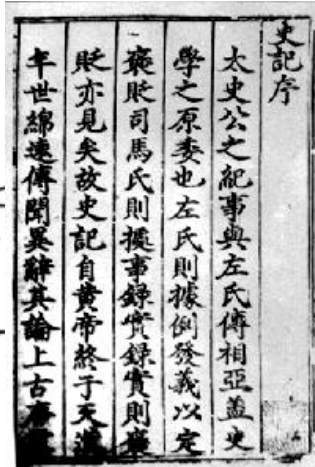 史記序
太史公之紀事與左氏傳相亞蓋史
學之原委也左氏則據例發義以定
褒貶司馬氏則摭事錄實錄實則褒
貶亦見矣故史記自黃帝終于天漢
年世綿連傳聞異辭其論上古唐